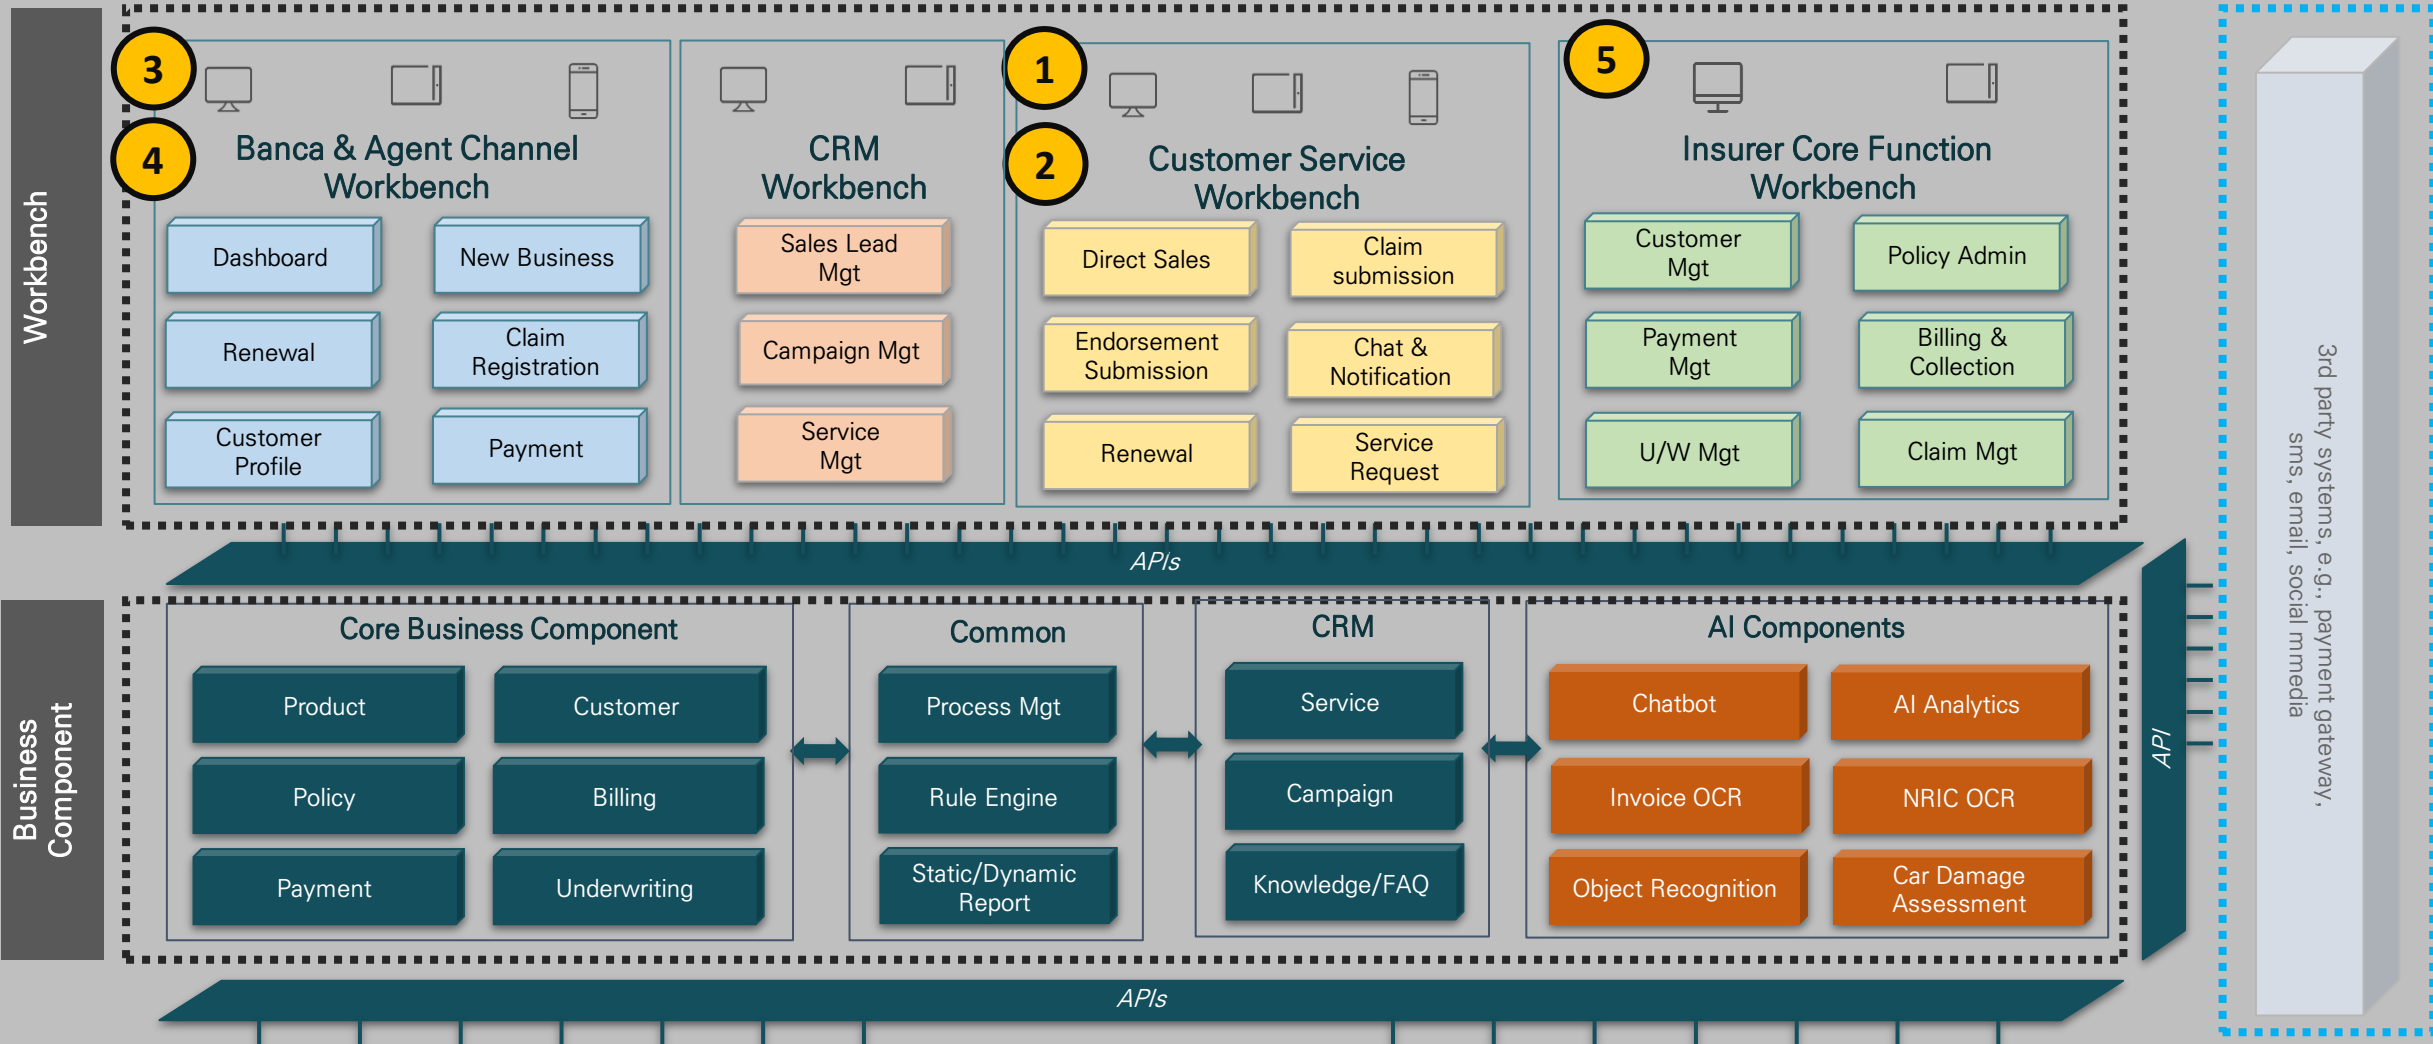 Workbench
3
4
Banca & Agent Channel
Workbench
Dashboard
New Business
Renewal
Claim
Registration
Customer
Profile
Payment
CRM
Workbench
Sales Lead
Mgt
Campaign Mgt
Service
Mgt
1
2
Customer Service
Workbench
Direct Sales
Claim
submission
Endorsement
Submission
Chat &
Notification
Renewal
Service
Request
5
Insurer Core Function
Workbench
Customer
Mgt
Policy Admin
Payment
Mgt
Billing &
Collection
U/W Mgt
Claim Mgt
APIs
Business
Component
Core Business Component
Product
Customer
Policy
Billing
Payment
Underwriting
Common
Process Mgt
Rule Engine
Static/Dynamic
Report
CRM
Service
Campaign
Knowledge/FAQ
AI Components
Chatbot
AI Analytics
Invoice OCR
NRIC OCR
Object Recognition
Car Damage
Assessment
API
APIs
3rd party systems, e.g., payment gateway,
sms, email, social mmedia